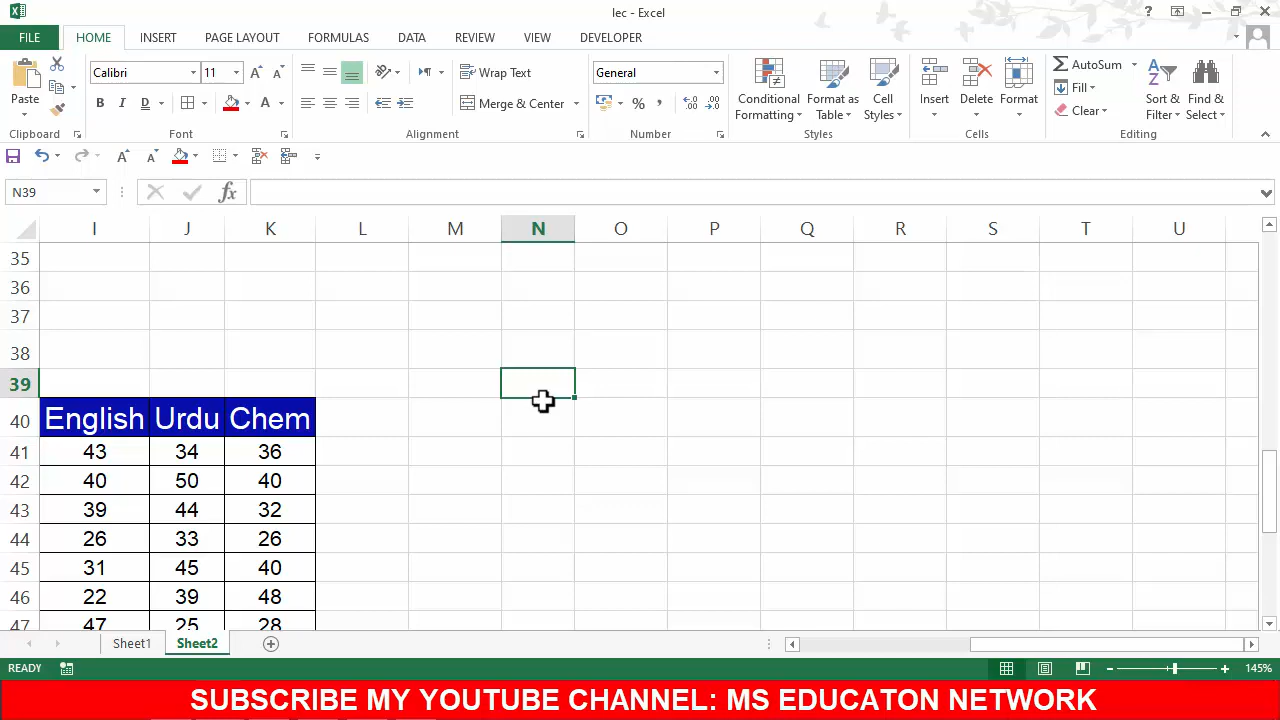 lec - Excel
FILE HOME INSERT PAGE LAYOUT FORMULAS DATA REVIEW VIEW DEVELOPER
Calibri 11 Wrap Text General AutoSum
Paste Conditional Format as Cell Insert Delete Format Fill Sort & Find &
B I D Merge & Center % , Formatting Table Styles Clear Filter Select
Clipboard Font Alignment Number Styles Cells Editing
N39 fx
I J K L M N O P Q R S T U
35
36
37
38
39
40 English Urdu Chem
41 43 34 36
42 40 50 40
43 39 44 32
44 26 33 26
45 31 45 40
46 22 39 48
47 47 25 28
Sheet1 Sheet2
READY 145%
SUBSCRIBE MY YOUTUBE CHANNEL: MS EDUCATON NETWORK